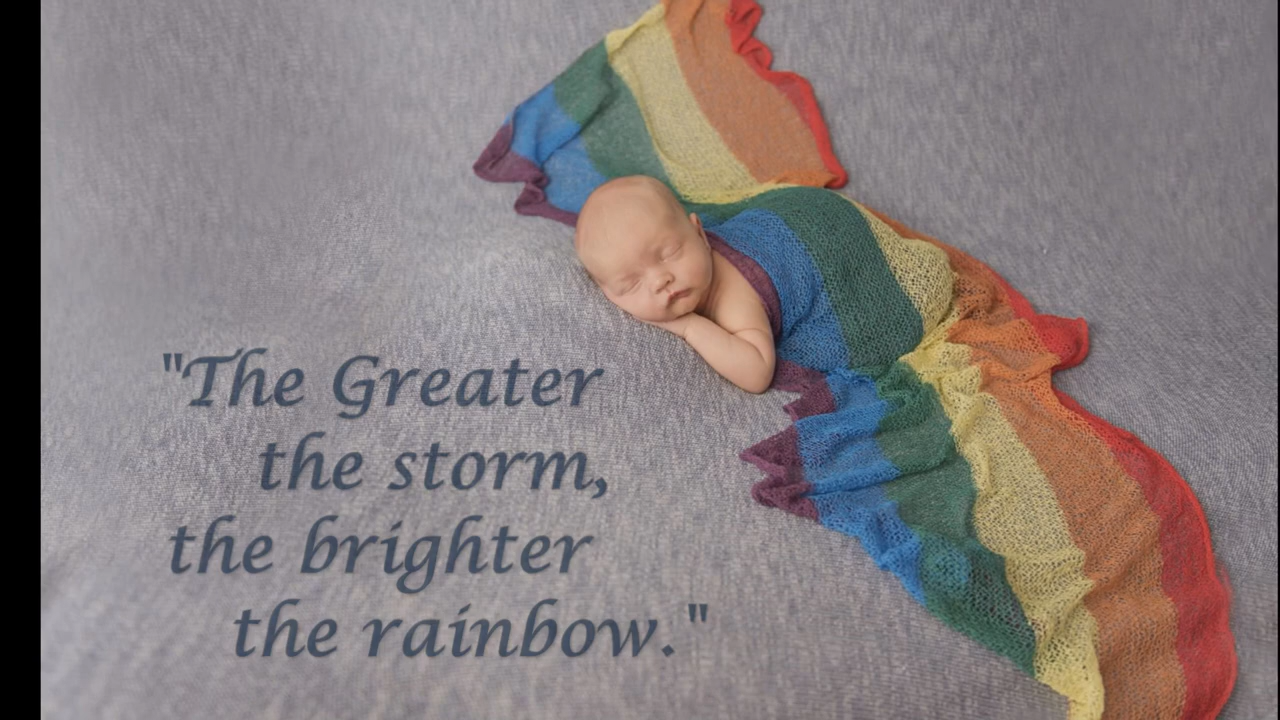 "The Greater
the storm,
the brighter
the rainbow."